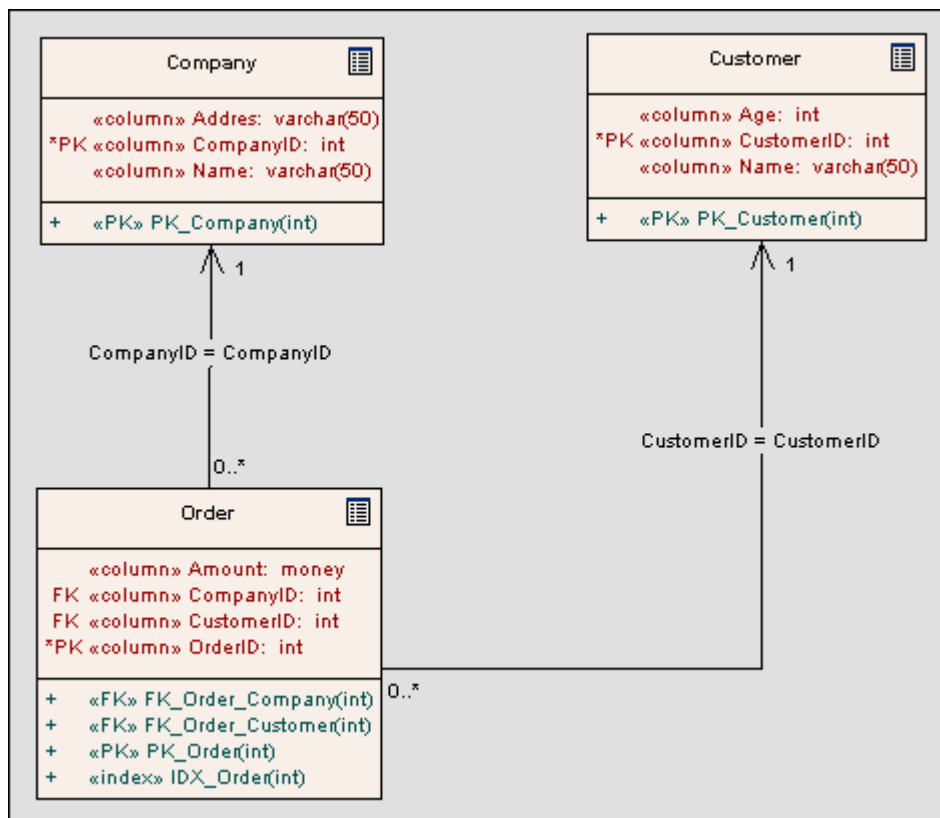 Company
«column» Addres: varchar(50)
*PK «column» CompanyID: int
«column» Name: varchar(50)
+ «PK» PK_Company(int)
Customer
«column» Age: int
*PK «column» CustomerID: int
«column» Name: varchar(50)
+ «PK» PK_Customer(int)
1
CompanyID = CompanyID
0..*
1
CustomerID = CustomerID
0..*
Order
«column» Amount: money
FK «column» CompanyID: int
FK «column» CustomerID: int
*PK «column» OrderID: int
+ «FK» FK_Order_Company(int)
+ «FK» FK_Order_Customer(int)
+ «PK» PK_Order(int)
+ «index» IDX_Order(int)